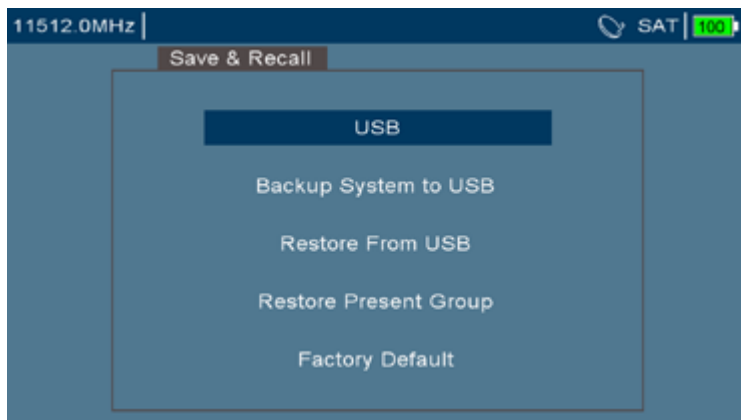 11512.0MHz SAT 100
Save & Recall
USB
Backup System to USB
Restore From USB
Restore Present Group
Factory Default